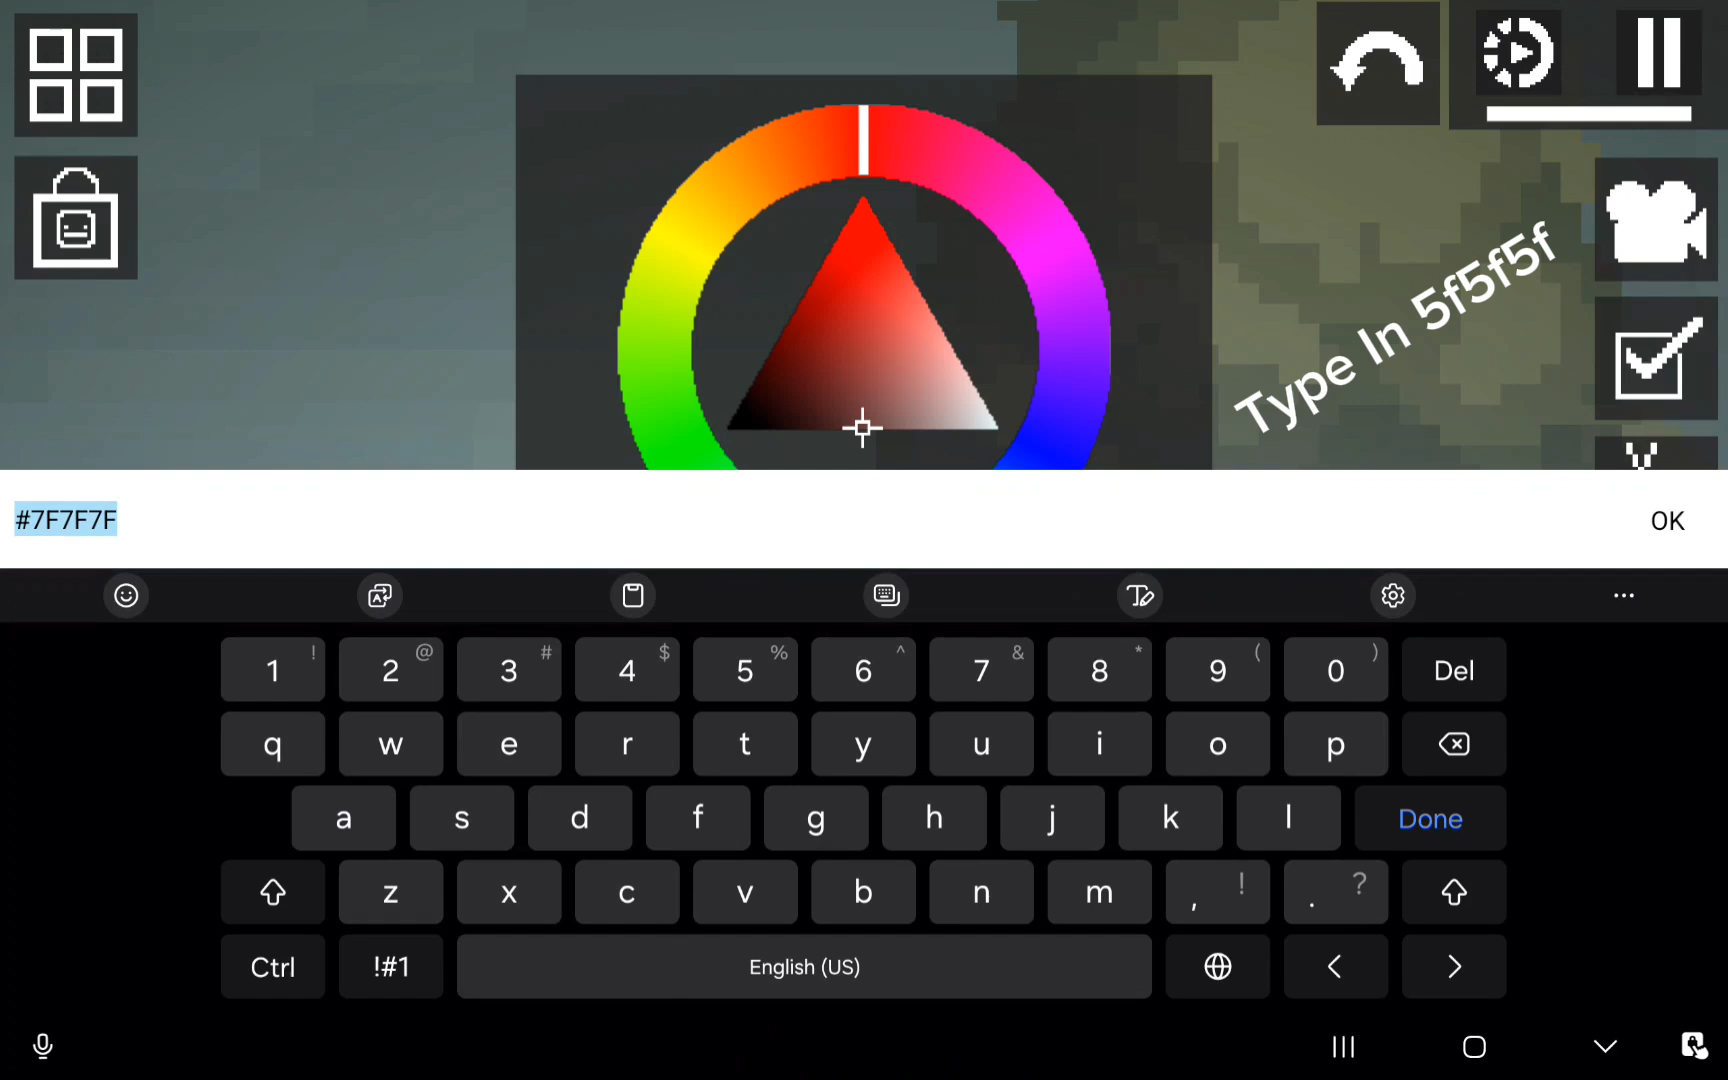 Type In 5f5f5f
#7F7F7F
OK
1 ! 2 @ 3 # 4 $ 5 % 6 ^ 7 & 8 * 9 ( 0 ) Del
q w e r t y u i o p
a s d f g h j k l Done
z x c v b n m , ! . ?
Ctrl !#1 English (US) < >